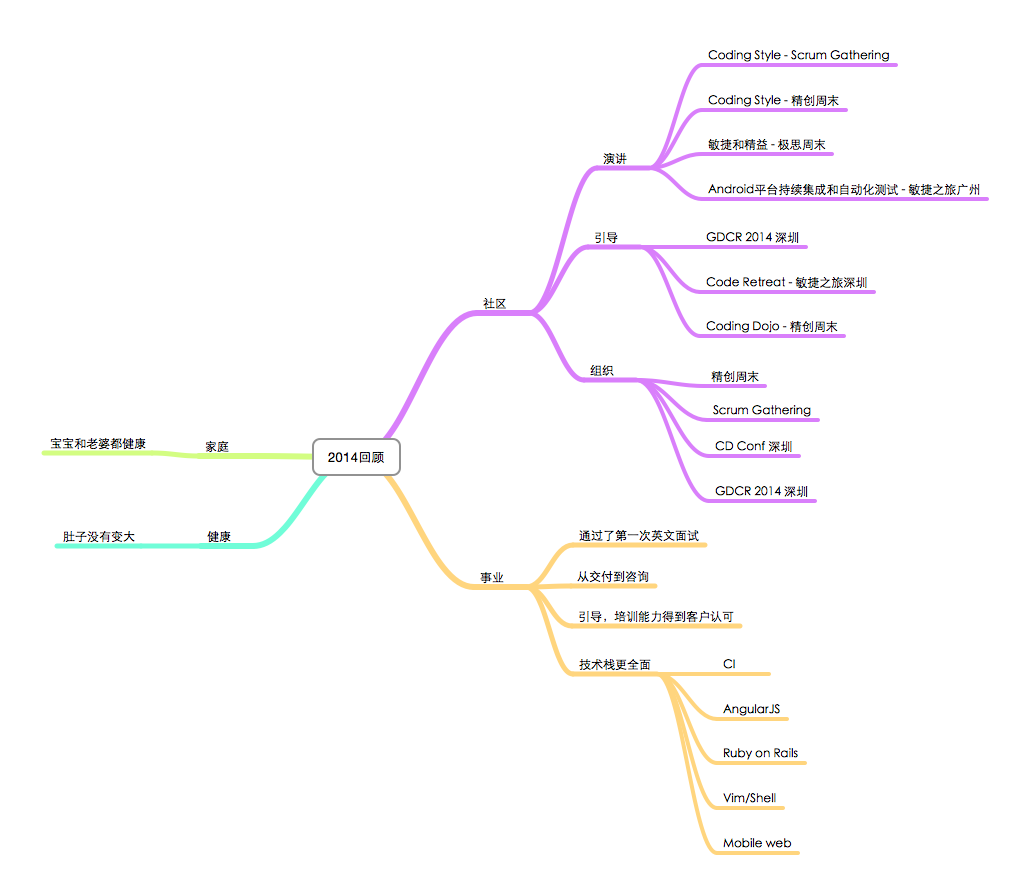 2014回顾
社区
演讲
Coding Style - Scrum Gathering
Coding Style - 精创周末
敏捷和精益 - 极思周末
Android平台持续集成和自动化测试 - 敏捷之旅广州
引导
GDCR 2014 深圳
Code Retreat - 敏捷之旅深圳
Coding Dojo - 精创周末
组织
精创周末
Scrum Gathering
CD Conf 深圳
GDCR 2014 深圳
事业
通过了第一次英文面试
从交付到咨询
引导，培训能力得到客户认可
技术栈更全面
CI
AngularJS
Ruby on Rails
Vim/Shell
Mobile web
家庭
宝宝和老婆都健康
健康
肚子没有变大